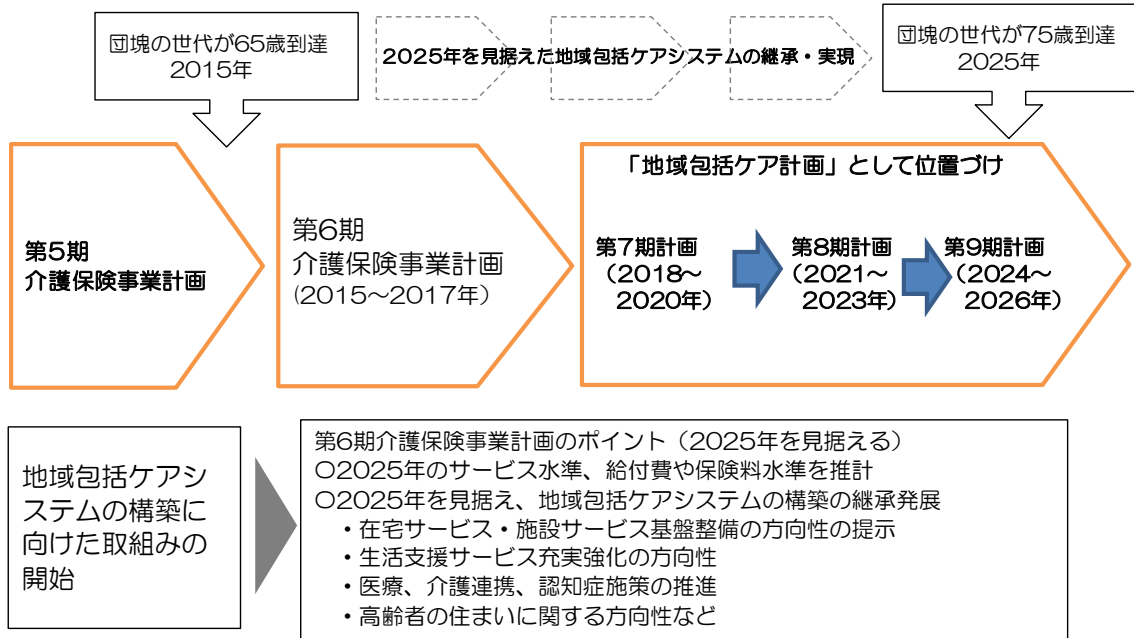 団塊の世代が65歳到達
2015年
2025年を見据えた地域包括ケアシステムの継承・実現
団塊の世代が75歳到達
2025年
第5期
介護保険事業計画
第6期
介護保険事業計画
(2015～2017年)
「地域包括ケア計画」として位置づけ
第7期計画
(2018～
2020年)
第8期計画
(2021～
2023年)
第9期計画
(2024～
2026年)
地域包括ケアシ
ステムの構築に
向けた取組みの
開始
第6期介護保険事業計画のポイント（2025年を見据える）
○2025年のサービス水準、給付費や保険料水準を推計
○2025年を見据え、地域包括ケアシステムの構築の継承発展
・在宅サービス・施設サービス基盤整備の方向性の提示
・生活支援サービス充実強化の方向性
・医療、介護連携、認知症施策の推進
・高齢者の住まいに関する方向性など